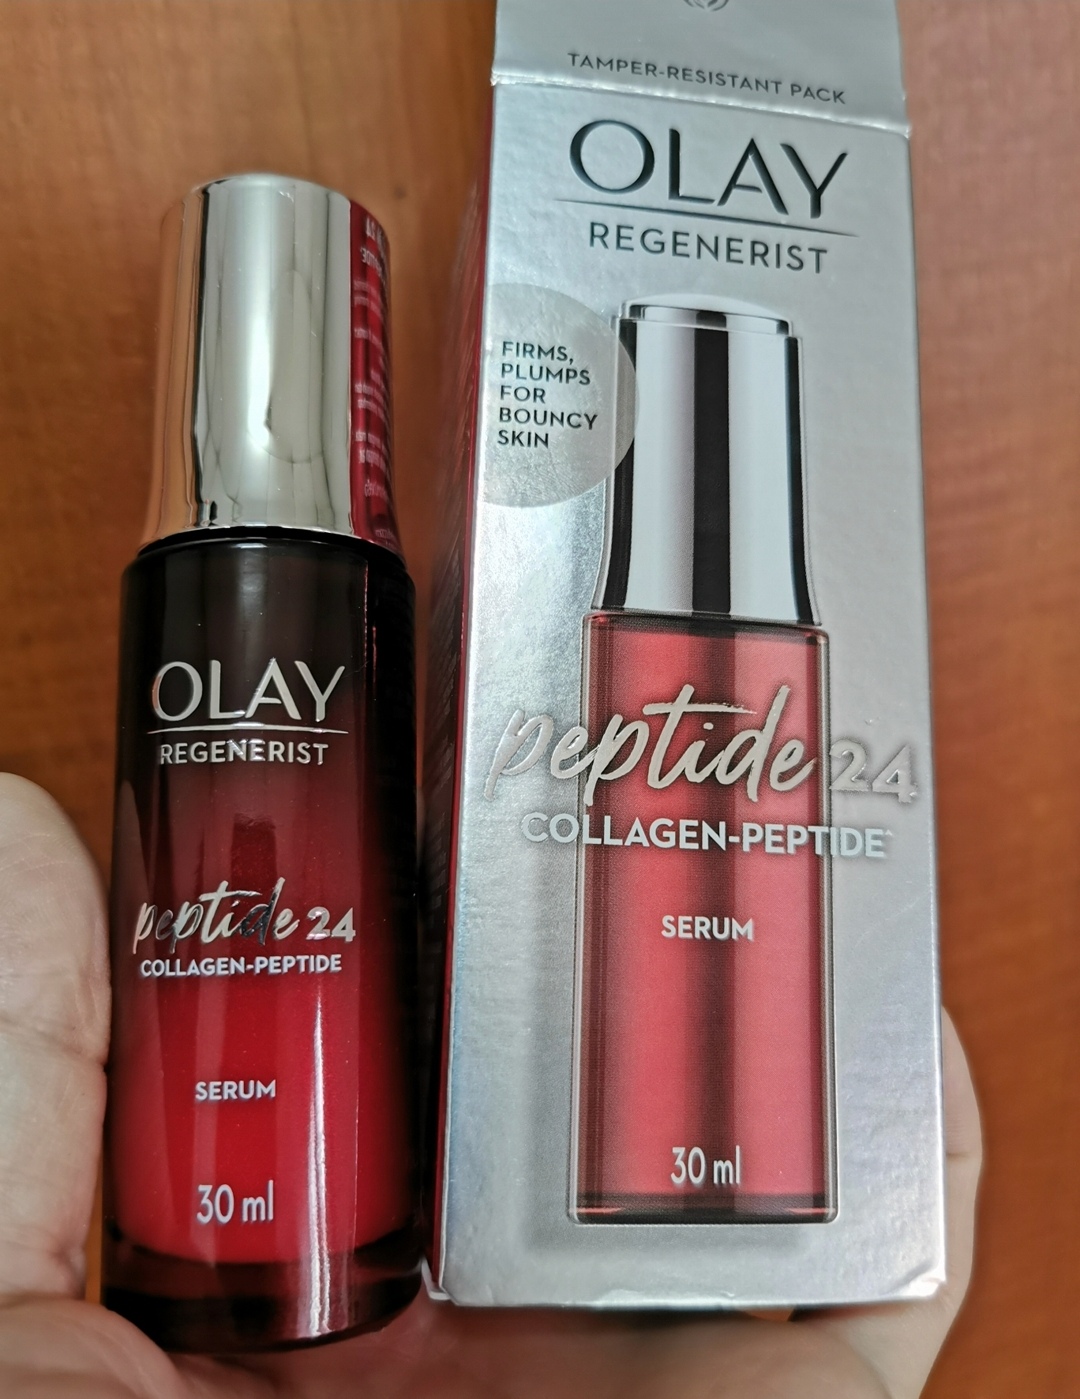 OLAY
REGENERIST
peptide 24
COLLAGEN-PEPTIDE
SERUM
30 ml
TAMPER-RESISTANT PACK
OLAY
REGENERIST
FIRMS,
PLUMPS
FOR
BOUNCY
SKIN
peptide 24
COLLAGEN-PEPTIDE^
SERUM
30 ml